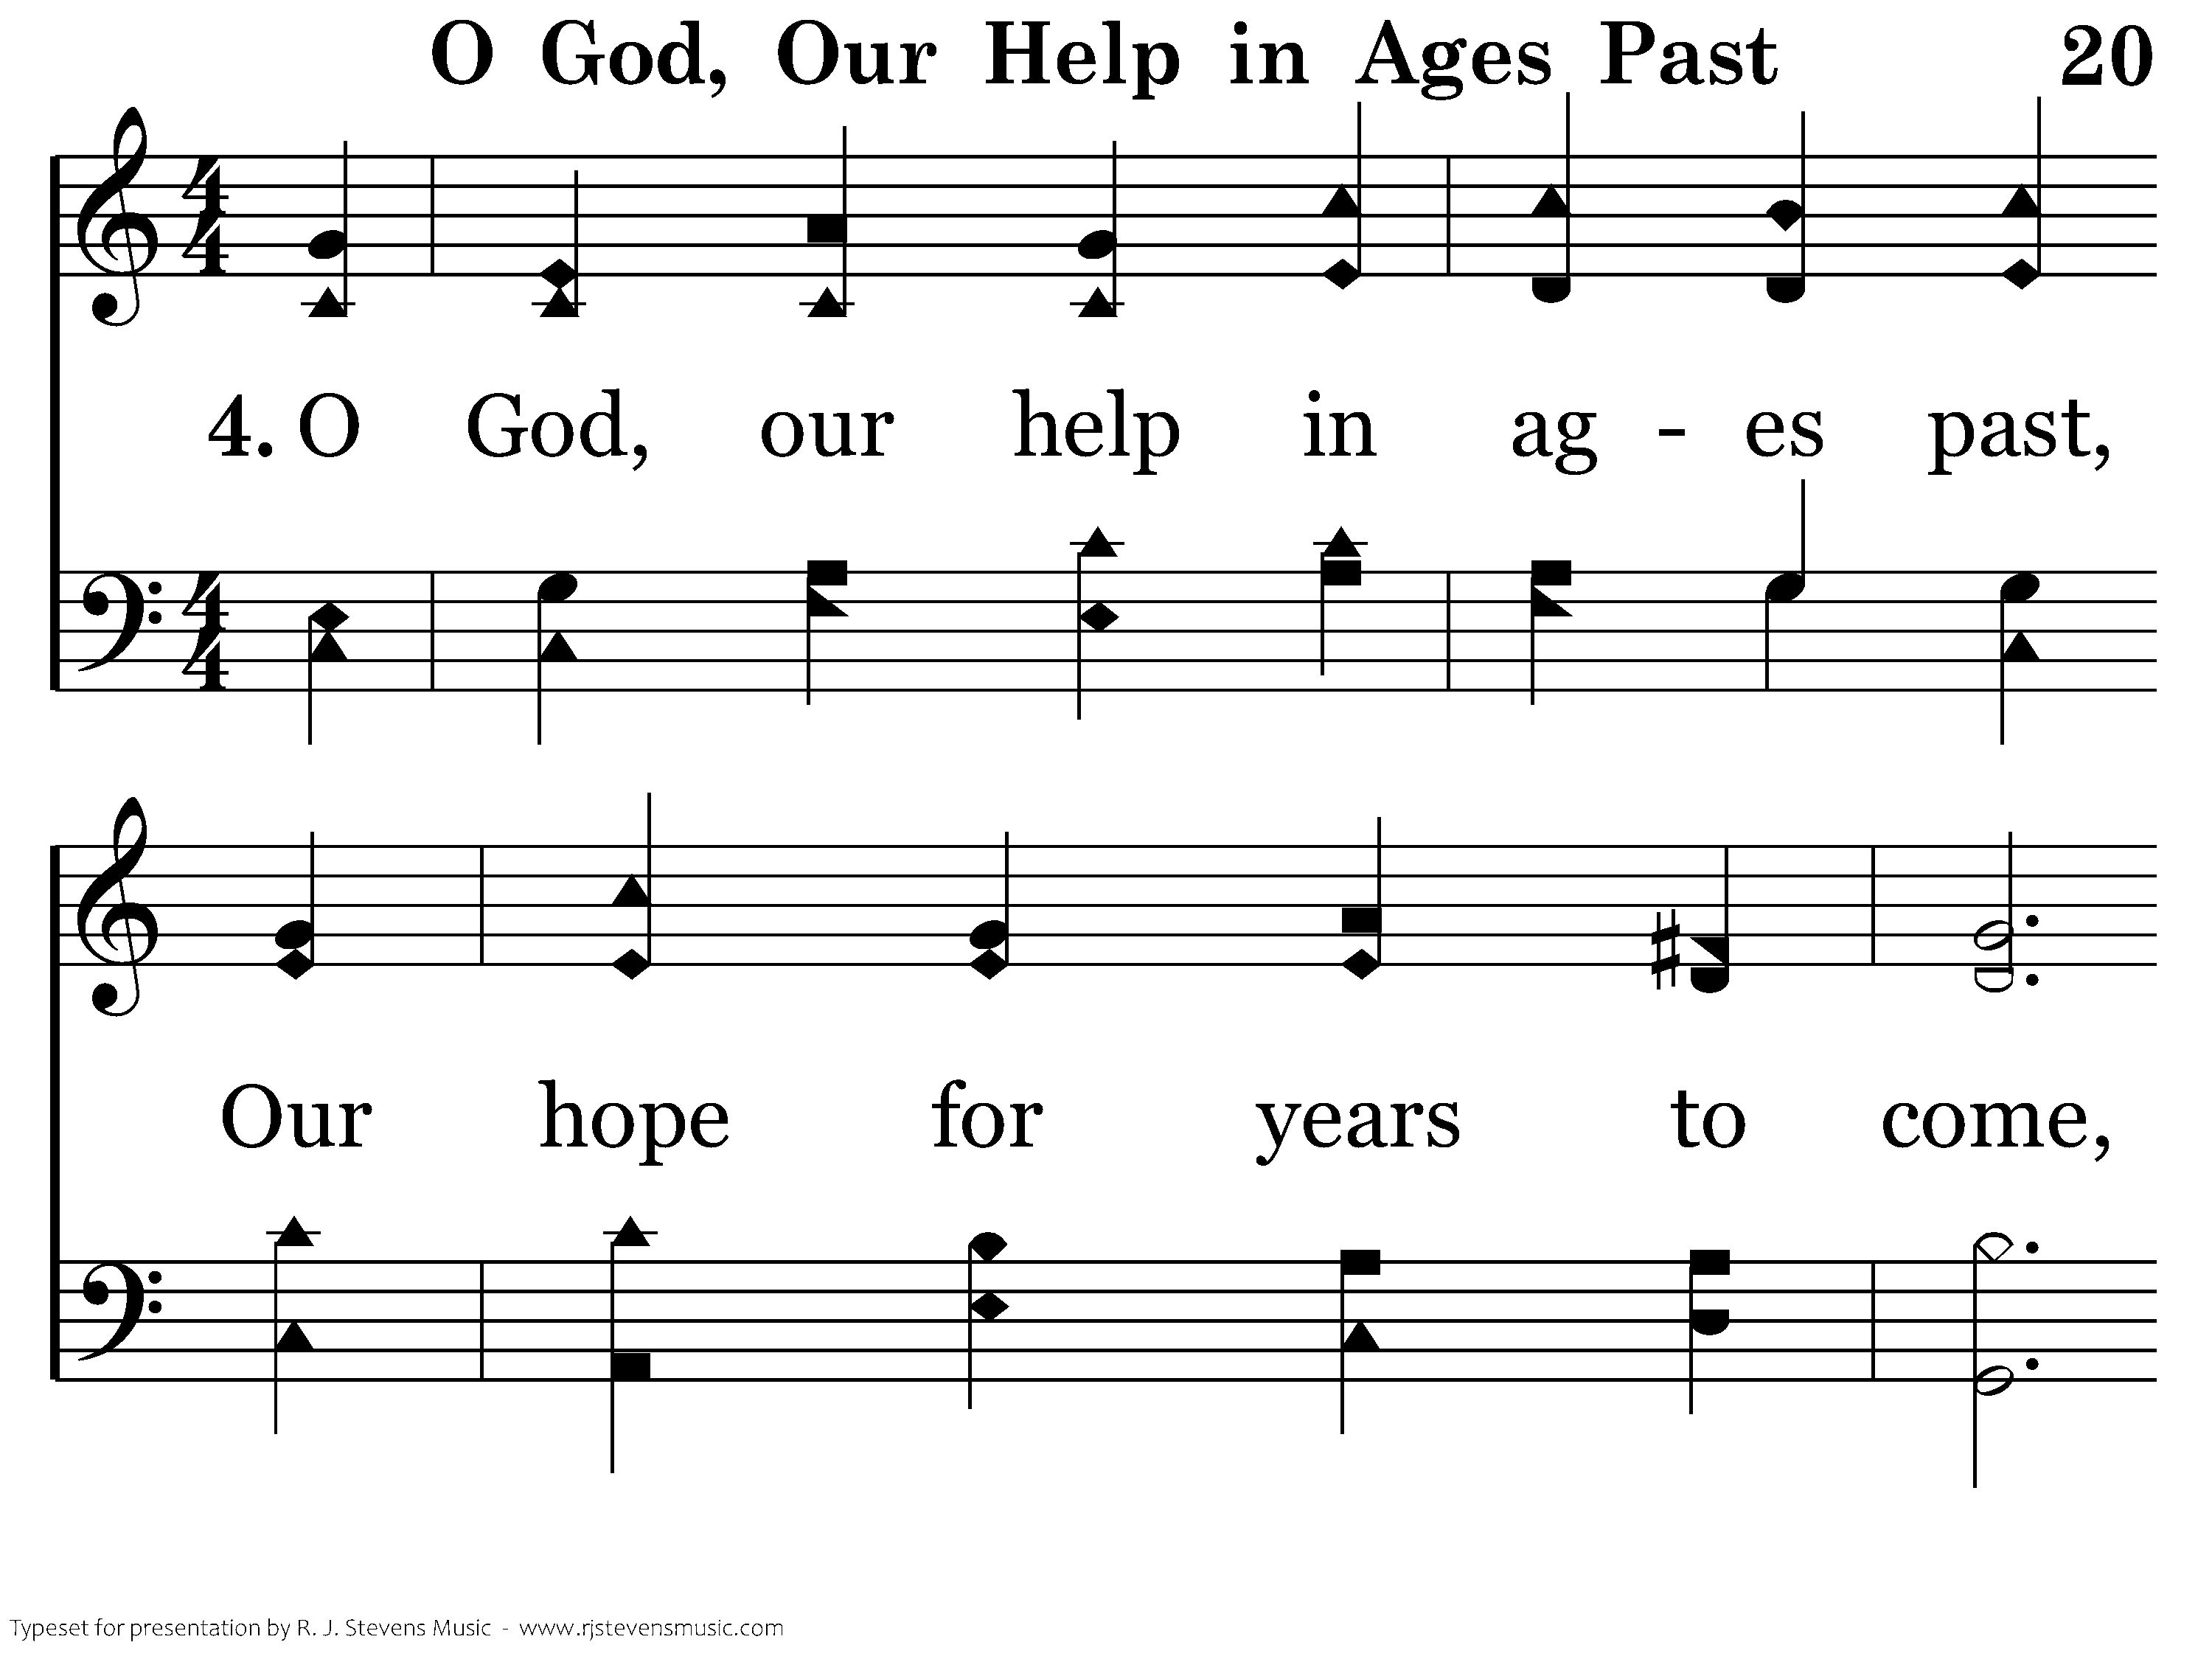 O God, Our Help in Ages Past 20
4. O God, our help in ag - es past,
Our hope for years to come,
Typeset for presentation by R. J. Stevens Music - www.rjstevensmusic.com